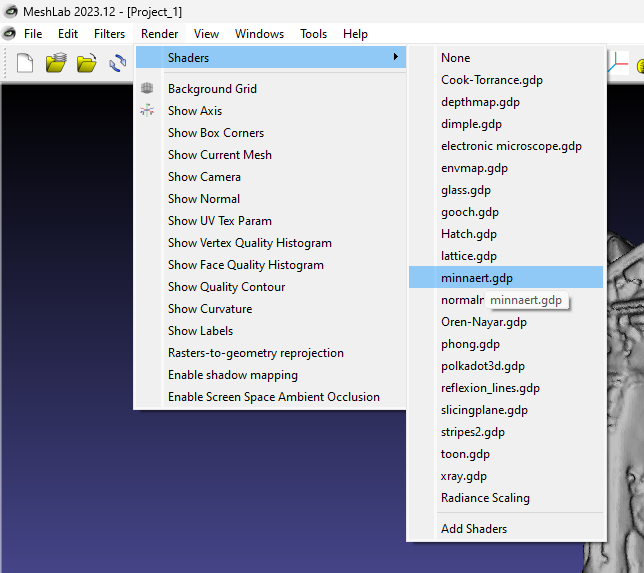 MeshLab 2023.12 - [Project_1]
File Edit Filters Render View Windows Tools Help
Shaders
Background Grid
Show Axis
Show Box Corners
Show Current Mesh
Show Camera
Show Normal
Show UV Tex Param
Show Vertex Quality Histogram
Show Face Quality Histogram
Show Quality Contour
Show Curvature
Show Labels
Rasters-to-geometry reprojection
Enable shadow mapping
Enable Screen Space Ambient Occlusion
None
Cook-Torrance.gdp
depthmap.gdp
dimple.gdp
electronic microscope.gdp
envmap.gdp
glass.gdp
gooch.gdp
Hatch.gdp
lattice.gdp
minnaert.gdp
minnaert.gdp
Oren-Nayar.gdp
phong.gdp
polkadot3d.gdp
reflexion_lines.gdp
slicingplane.gdp
stripes2.gdp
toon.gdp
xray.gdp
Radiance Scaling
Add Shaders